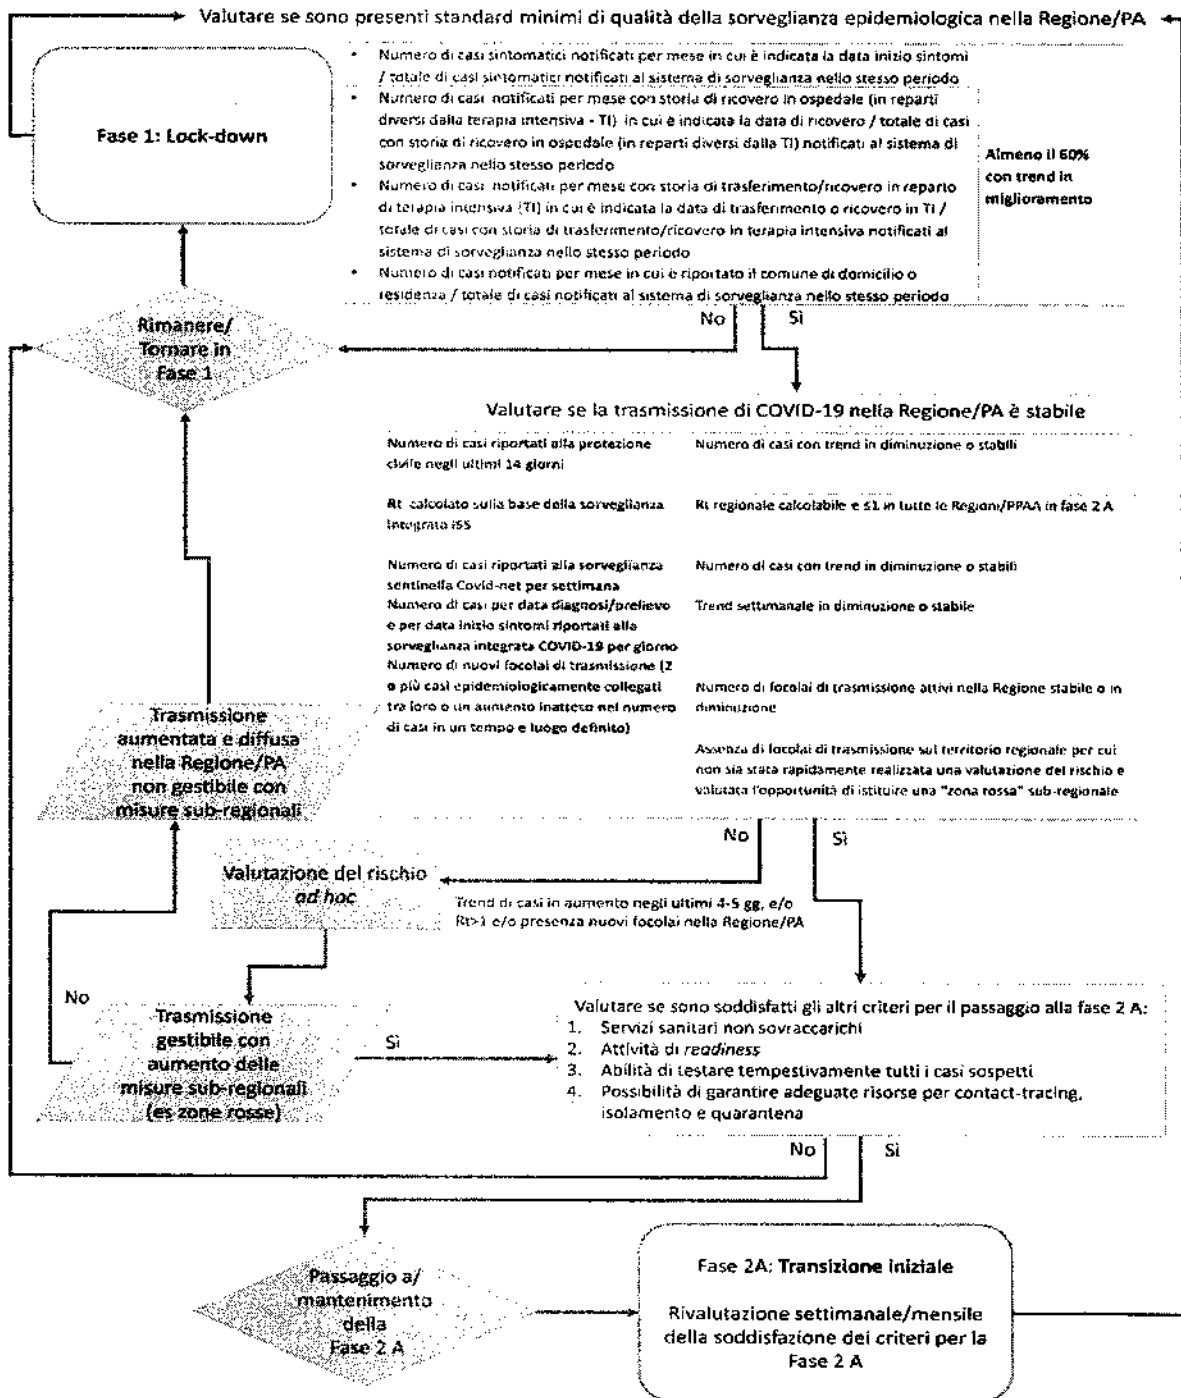 Valutare se sono presenti standard minimi di qualità della sorveglianza epidemiologica nella Regione/PA
Fase 1: Lock-down
• Numero di casi sintomatici notificati per mese in cui è indicata la data inizio sintomi
/ totale di casi sintomatici notificati al sistema di sorveglianza nello stesso periodo
• Numero di casi notificati per mese con storia di ricovero in ospedale (in reparti
diversi dalla terapia intensiva - TI) in cui è indicata la data di ricovero / totale di casi
con storia di ricovero in ospedale (in reparti diversi dalla TI) notificati al sistema di
sorveglianza nello stesso periodo
• Numero di casi notificati per mese con storia di trasferimento/ricovero in reparto
di terapia intensiva (TI) in cui è indicata la data di trasferimento o ricovero in TI /
totale di casi con storia di trasferimento/ricovero in terapia intensiva notificati al
sistema di sorveglianza nello stesso periodo
• Numero di casi notificati per mese in cui è riportato il comune di domicilio o
residenza / totale di casi notificati al sistema di sorveglianza nello stesso periodo
Almeno il 60%
con trend in
miglioramento
No
Sì
Rimanere/
Tornare in
Fase 1
Valutare se la trasmissione di COVID-19 nella Regione/PA è stabile
Numero di casi riportati alla protezione
civile negli ultimi 14 giorni
Numero di casi con trend in diminuzione o stabili
Rt calcolato sulla base della sorveglianza
integrata ISS
Rt regionale calcolabile e ≤1 in tutte le Regioni/PPAA in fase 2 A
Numero di casi riportati alla sorveglianza
sentinella Covid-net per settimana
Numero di casi con trend in diminuzione o stabili
Numero di casi per data diagnosi/prelievo
e per data inizio sintomi riportati alla
sorveglianza integrata COVID-19 per giorno
Trend settimanale in diminuzione o stabile
Numero di nuovi focolai di trasmissione (2
o più casi epidemiologicamente collegati
tra loro o un aumento inatteso nel numero
di casi in un tempo e luogo definito)
Numero di focolai di trasmissione attivi nella Regione stabile o in
diminuzione
Assenza di focolai di trasmissione sul territorio regionale per cui
non sia stata rapidamente realizzata una valutazione del rischio e
valutata l'opportunità di istituire una "zona rossa" sub-regionale
Trasmissione
aumentata e diffusa
nella Regione/PA
non gestibile con
misure sub-regionali
No
Sì
Valutazione del rischio
ad hoc
Trend di casi in aumento negli ultimi 4-5 gg, e/o
Rt>1 e/o presenza nuovi focolai nella Regione/PA
No
Trasmissione
gestibile con
aumento delle
misure sub-regionali
(es zone rosse)
Sì
Valutare se sono soddisfatti gli altri criteri per il passaggio alla fase 2 A:
1. Servizi sanitari non sovraccarichi
2. Attività di readiness
3. Abilità di testare tempestivamente tutti i casi sospetti
4. Possibilità di garantire adeguate risorse per contact-tracing,
isolamento e quarantena
No
Sì
Passaggio a/
mantenimento
della
Fase 2 A
Fase 2A: Transizione iniziale
Rivalutazione settimanale/mensile
della soddisfazione dei criteri per la
Fase 2 A